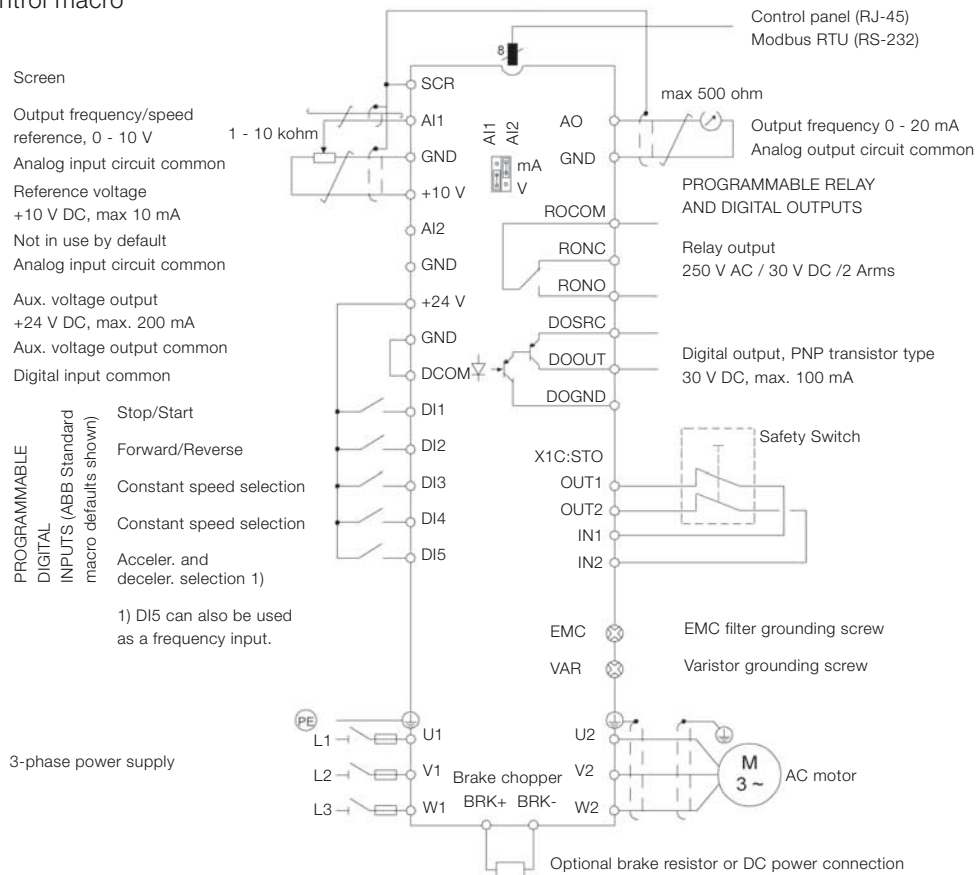 ntrol macro
Control panel (RJ-45)
Modbus RTU (RS-232)
8
Screen
Output frequency/speed
reference, 0 - 10 V
1 - 10 kohm
Analog input circuit common
Reference voltage
+10 V DC, max 10 mA
Not in use by default
Analog input circuit common
Aux. voltage output
+24 V DC, max. 200 mA
Aux. voltage output common
Digital input common
PROGRAMMABLE
DIGITAL
INPUTS (ABB Standard
macro defaults shown)
Stop/Start
Forward/Reverse
Constant speed selection
Constant speed selection
Acceler. and
deceler. selection 1)
1) DI5 can also be used
as a frequency input.
3-phase power supply
PE
L1
L2
L3
SCR
AI1
GND
+10 V
AI2
GND
+24 V
GND
DCOM
DI1
DI2
DI3
DI4
DI5
U1
V1
W1
AI1
AI2
mA
V
Brake chopper
BRK+ BRK-
AO
GND
ROCOM
RONC
RONO
DOSRC
DOOUT
DOGND
X1C:STO
OUT1
OUT2
IN1
IN2
EMC
VAR
U2
V2
W2
max 500 ohm
Output frequency 0 - 20 mA
Analog output circuit common
PROGRAMMABLE RELAY
AND DIGITAL OUTPUTS
Relay output
250 V AC / 30 V DC /2 Arms
Digital output, PNP transistor type
30 V DC, max. 100 mA
Safety Switch
EMC filter grounding screw
Varistor grounding screw
M
3 ~
AC motor
Optional brake resistor or DC power connection